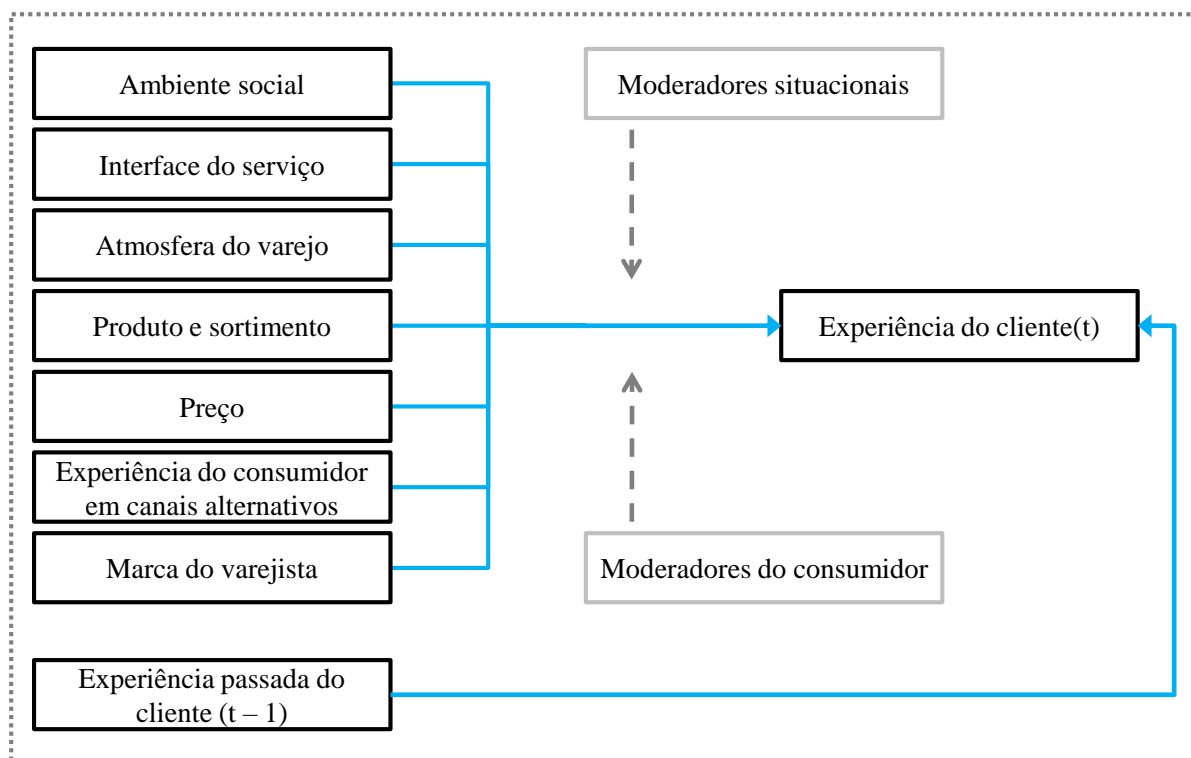 Ambiente social
Moderadores situacionais
Interface do serviço
Atmosfera do varejo
Produto e sortimento
Experiência do cliente(t)
Preço
Experiência do consumidor
em canais alternativos
Marca do varejista
Moderadores do consumidor
Experiência passada do
cliente (t – 1)